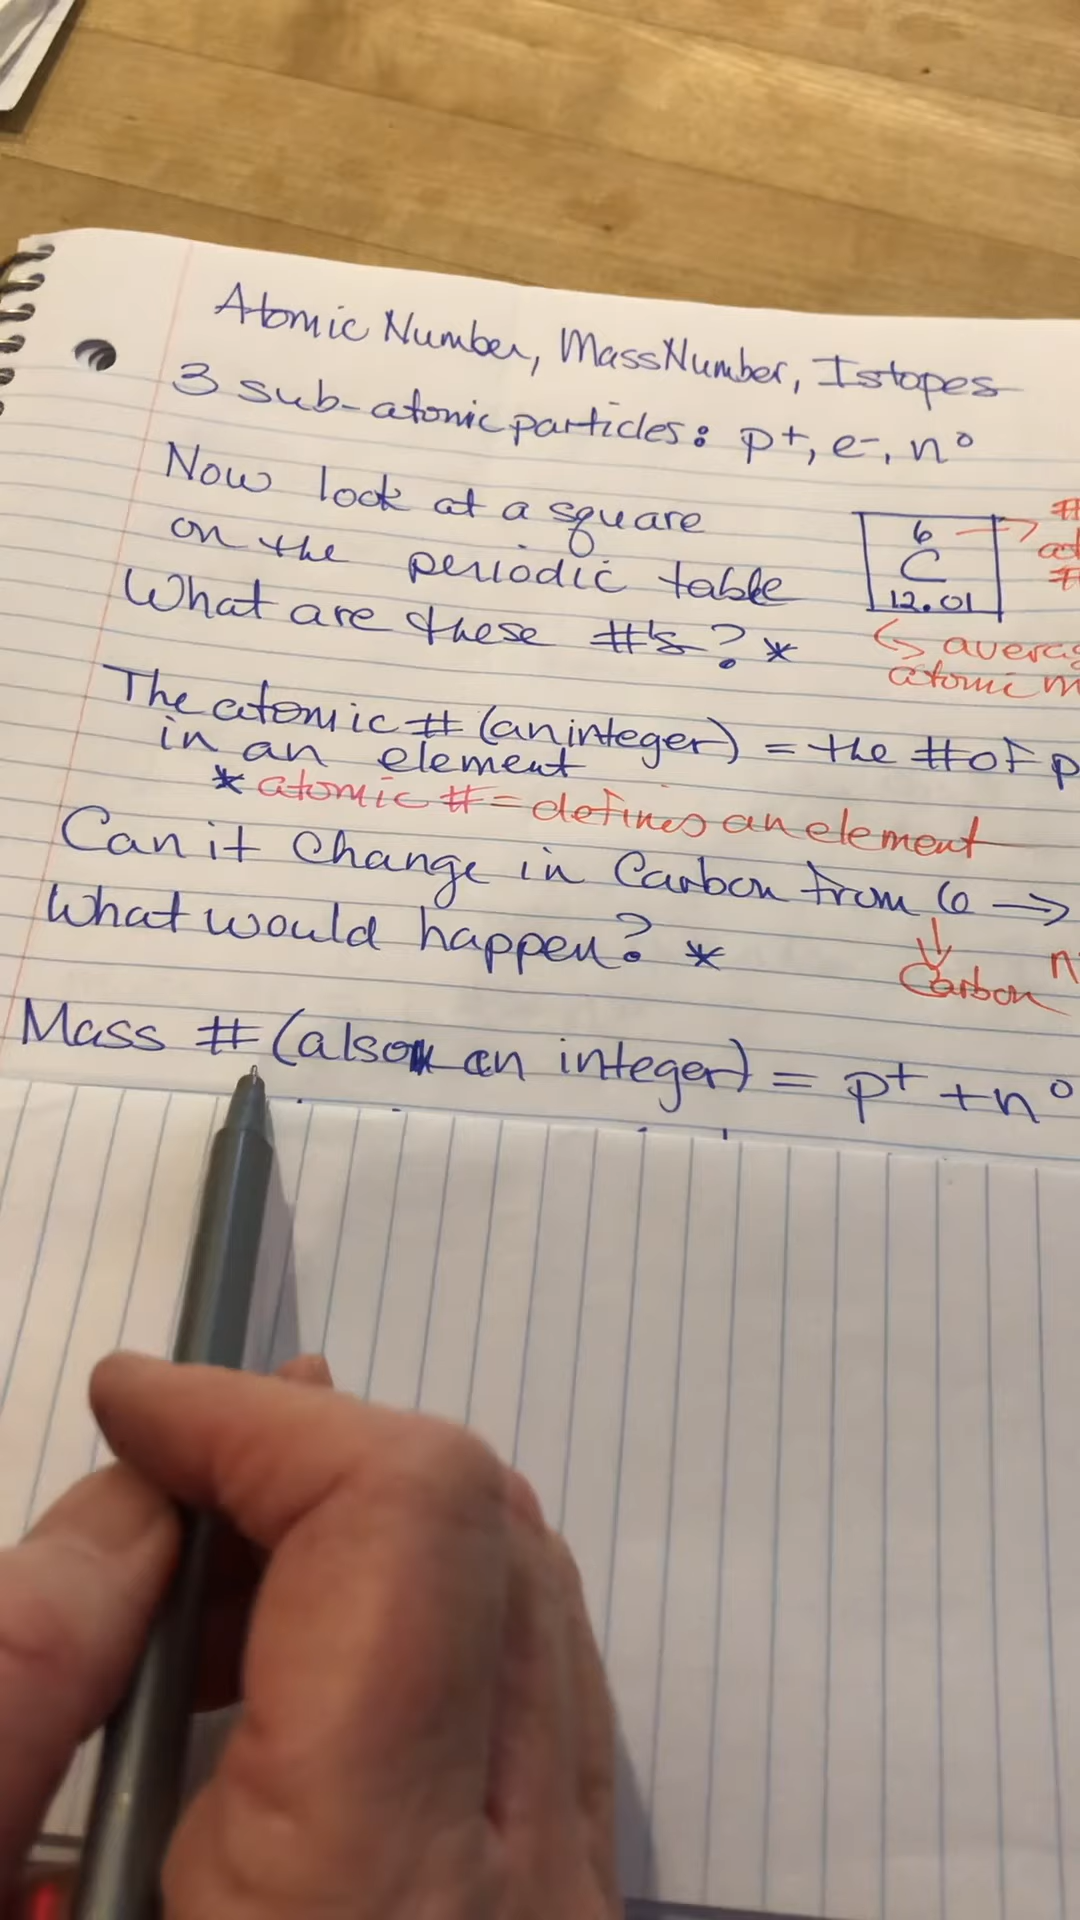 Atomic Number, Mass Number, Istopes
3 sub-atomic particles: p+, e-, n°
Now look at a square
on the periodic table
What are these #'s? *
6
C
12.01
atomic
The atomic # (an integer) = the # of p
in an element
* atomic # = defines an element
Can it change in Carbon from 6 →
Carbon
What would happen? *
Mass # (also an integer) = p+ + n°